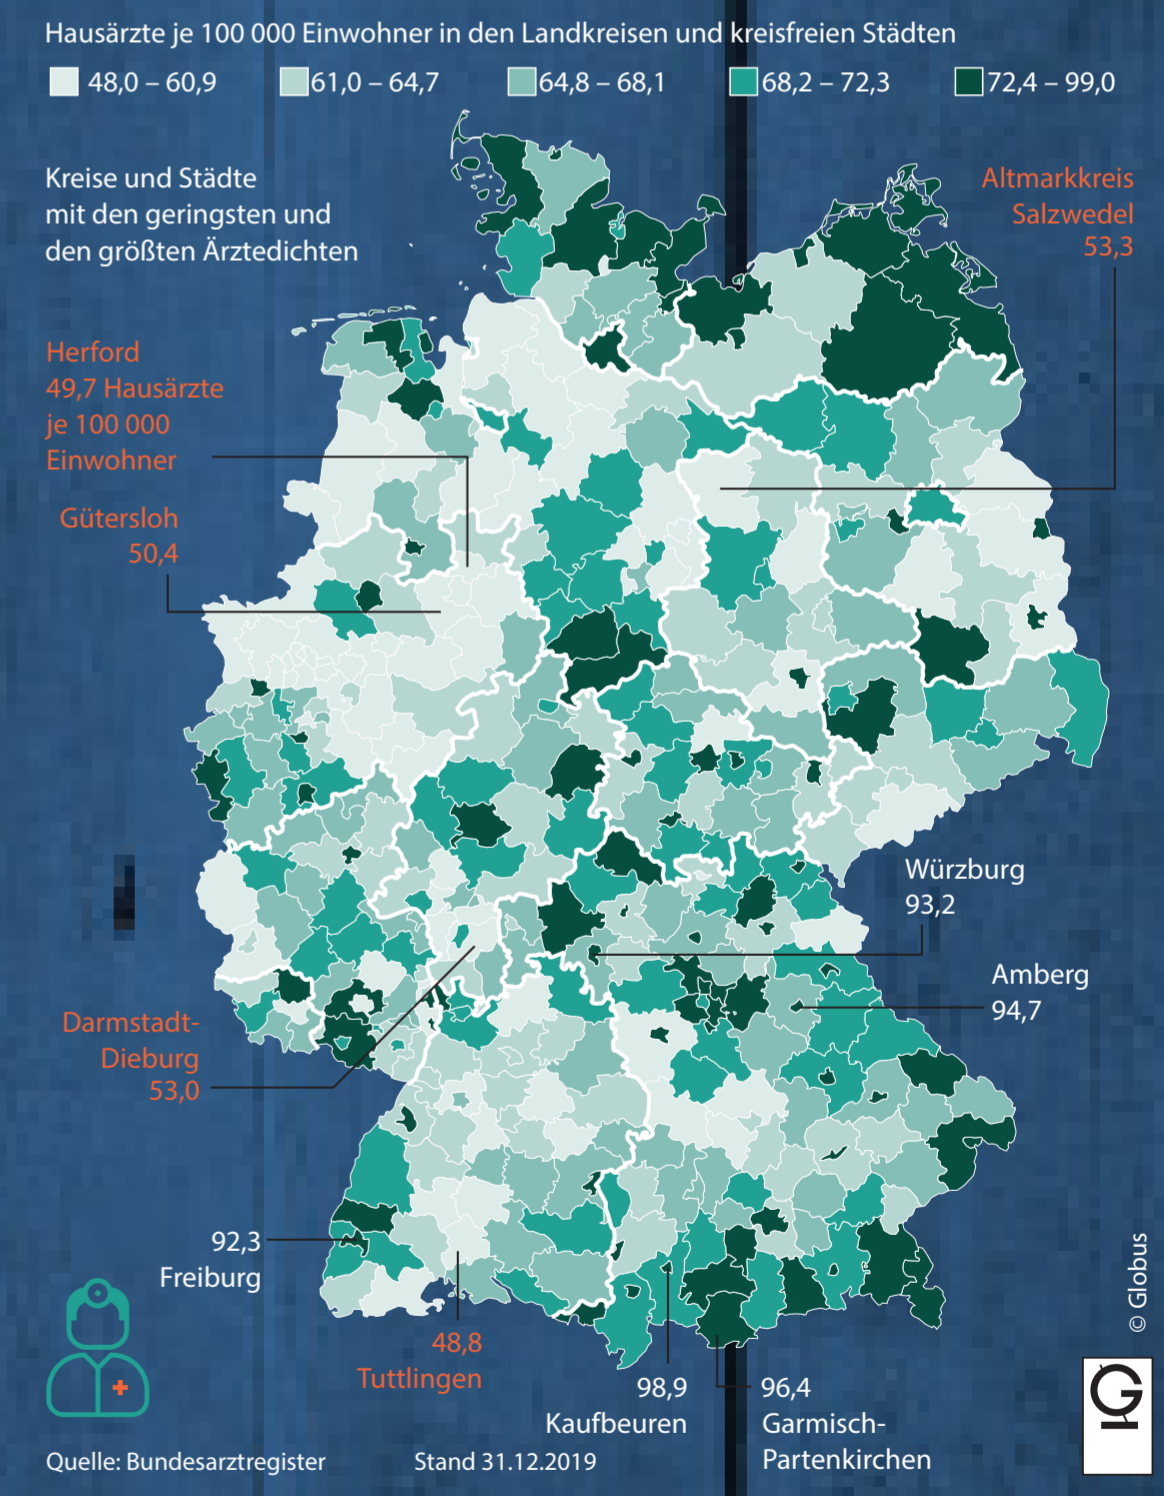 Hausärzte je 100 000 Einwohner in den Landkreisen und kreisfreien Städten
48,0 – 60,9
61,0 – 64,7
64,8 – 68,1
68,2 – 72,3
72,4 – 99,0
Kreise und Städte
mit den geringsten und
den größten Ärztedichten
Altmarkkreis
Salzwedel
53,3
Herford
49,7 Hausärzte
je 100 000
Einwohner
Gütersloh
50,4
Würzburg
93,2
Amberg
94,7
Darmstadt-
Dieburg
53,0
92,3
Freiburg
48,8
Tuttlingen
98,9
Kaufbeuren
96,4
Garmisch-
Partenkirchen
© Globus
G
Quelle: Bundesarztregister
Stand 31.12.2019